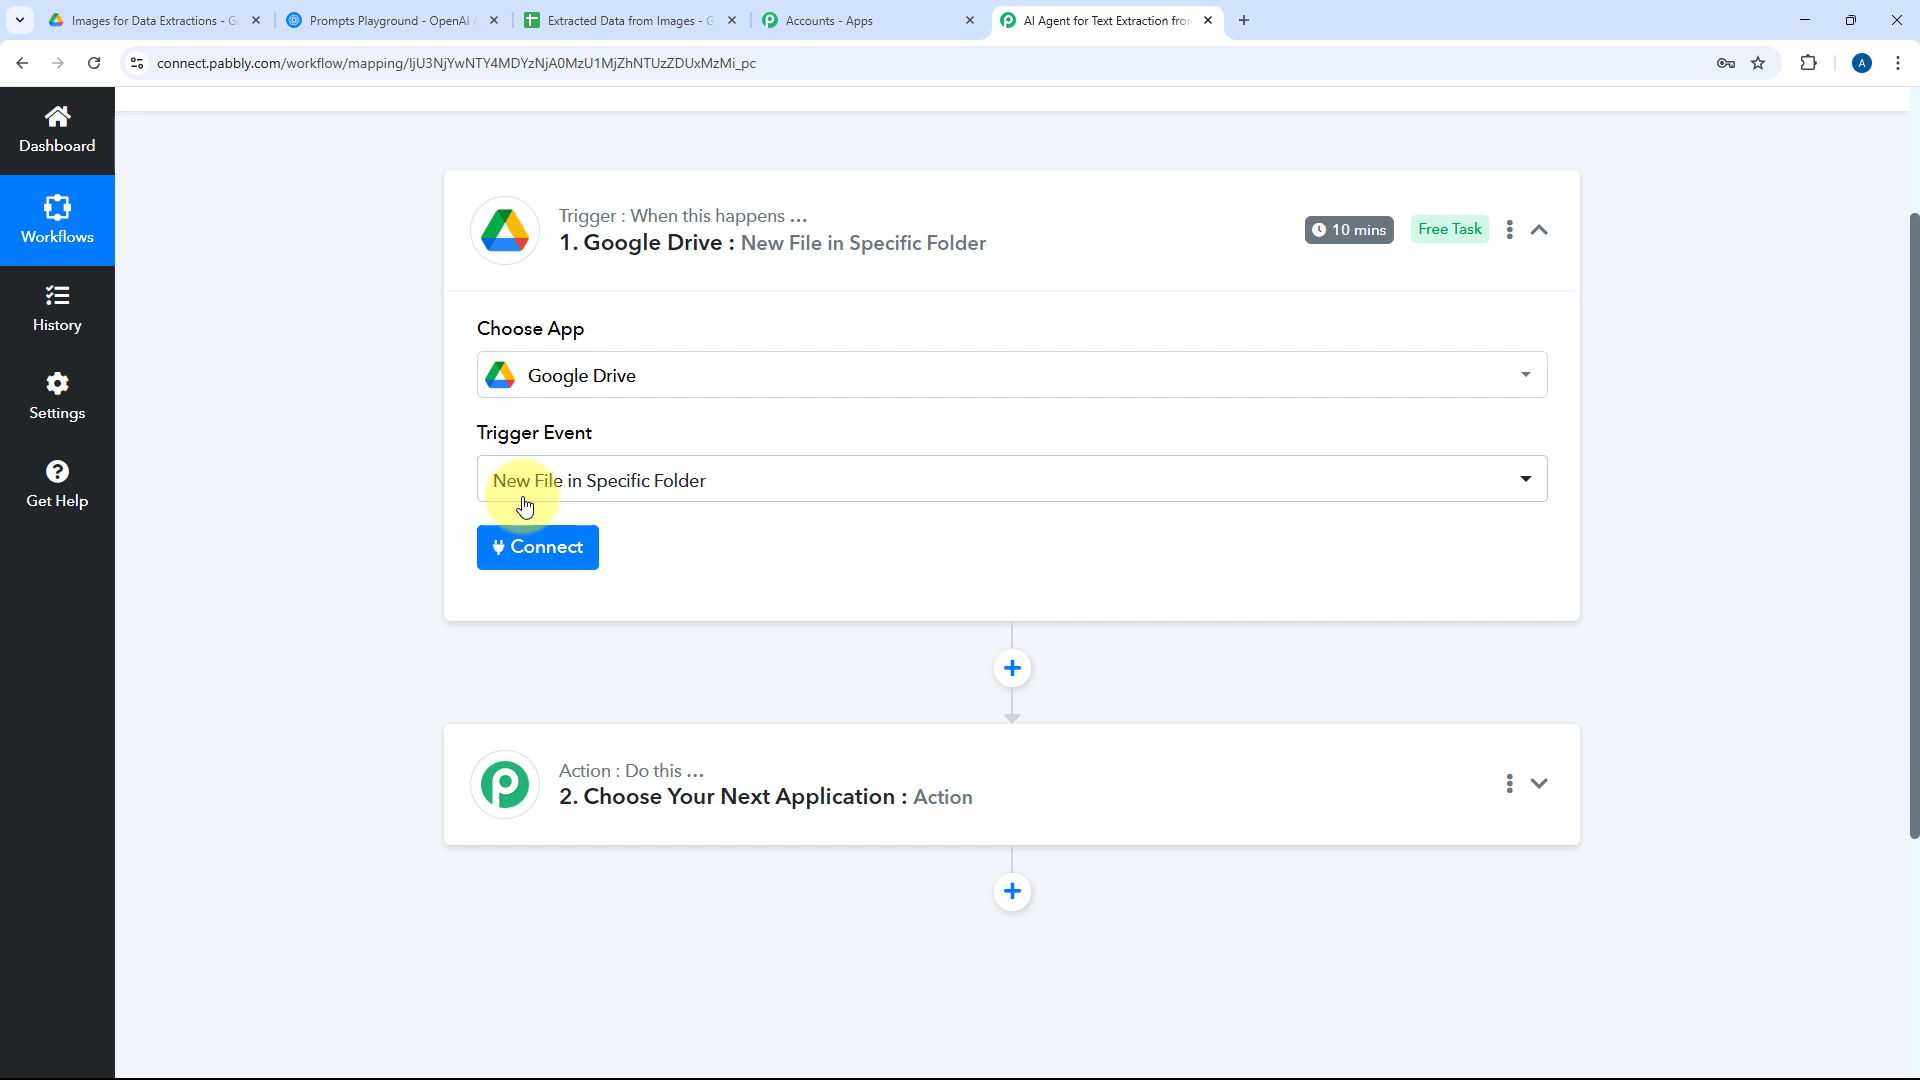 Images for Data Extractions - G
Prompts Playground - OpenAI A
Extracted Data from Images - G
Accounts - Apps
AI Agent for Text Extraction fro
connect.pabbly.com/workflow/mapping/IjU3NjYwNTY4MDYzNjA0MzU1MjZhNTUzZDUxMzMi_pc
A
Dashboard
Workflows
History
Settings
Get Help
Trigger : When this happens ...
1. Google Drive : New File in Specific Folder
10 mins
Free Task
Choose App
Google Drive
Trigger Event
New File in Specific Folder
Connect
Action : Do this ...
2. Choose Your Next Application : Action